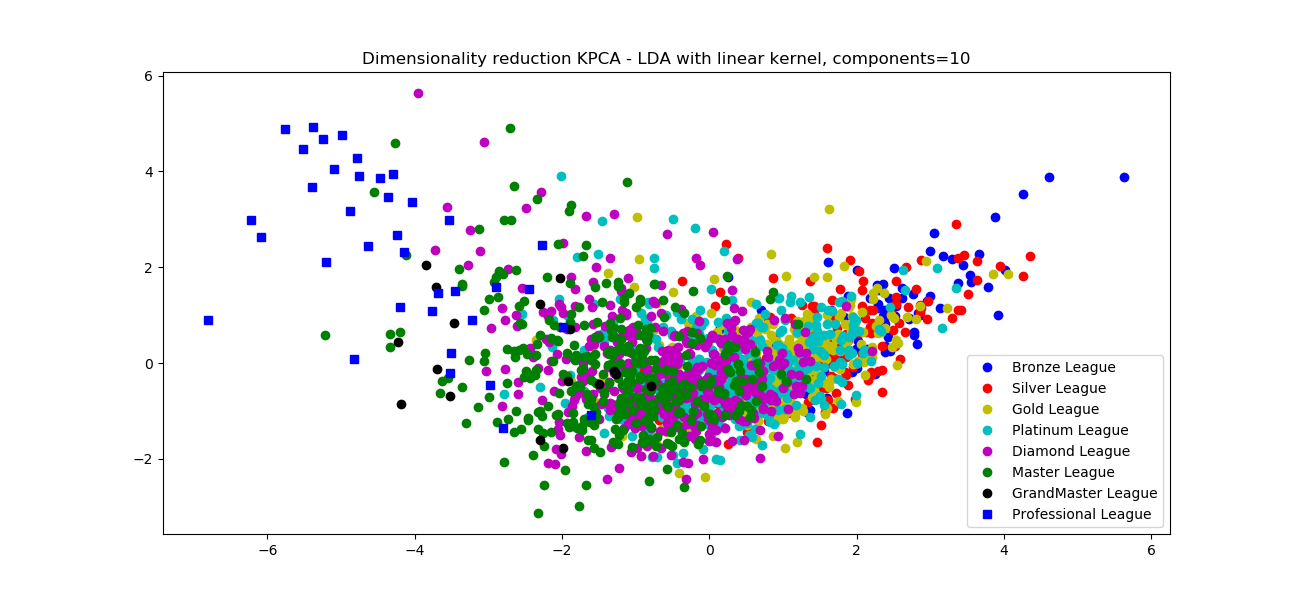 Dimensionality reduction KPCA - LDA with linear kernel, components=10
6
4
2
0
−2
−6
−4
−2
0
2
4
6
Bronze League
Silver League
Gold League
Platinum League
Diamond League
Master League
GrandMaster League
Professional League